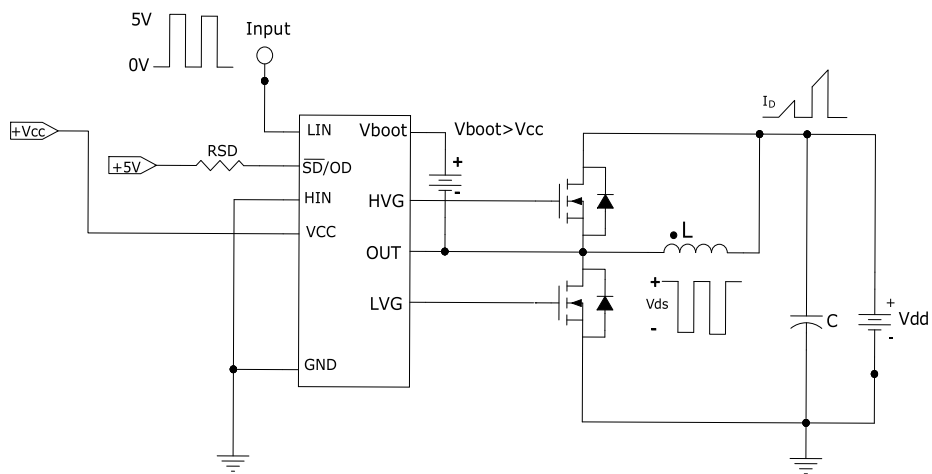 5V
0V
Input
+Vcc
+5V
RSD
LIN
SD/OD
HIN
VCC
GND
Vboot
HVG
OUT
LVG
Vboot>Vcc
+
-
L
+
Vds
-
ID
C
+
Vdd
-